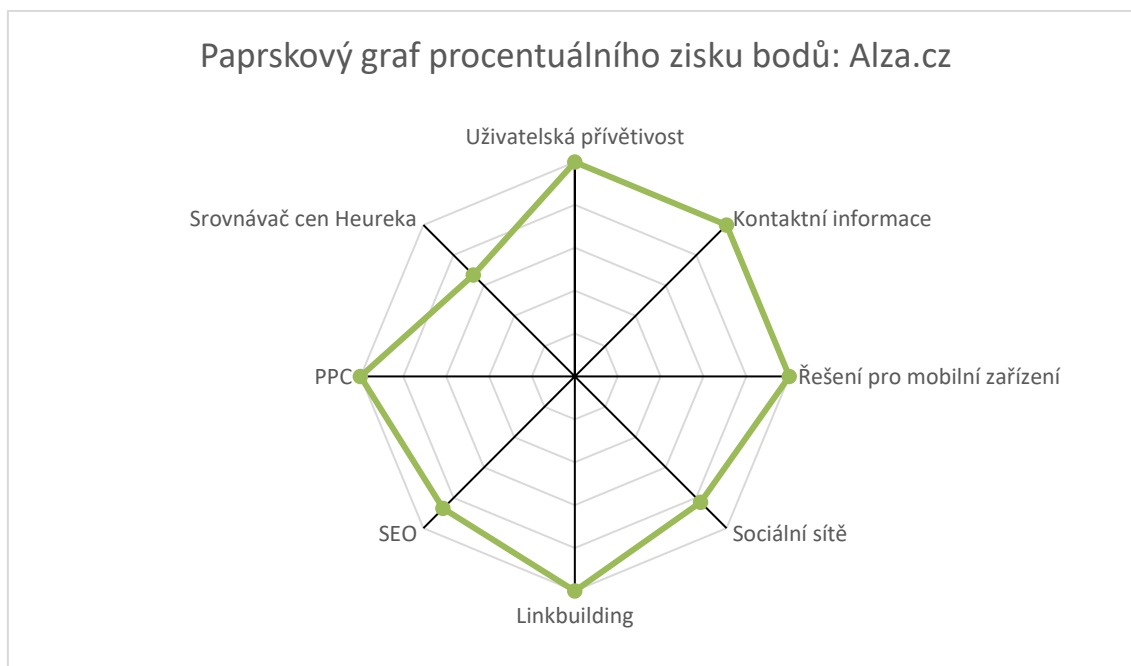 Paprskový graf procentuálního zisku bodů: Alza.cz
Uživatelská přívětivost
Srovnávač cen Heureka
Kontaktní informace
PPC
Řešení pro mobilní zařízení
SEO
Sociální sítě
Linkbuilding